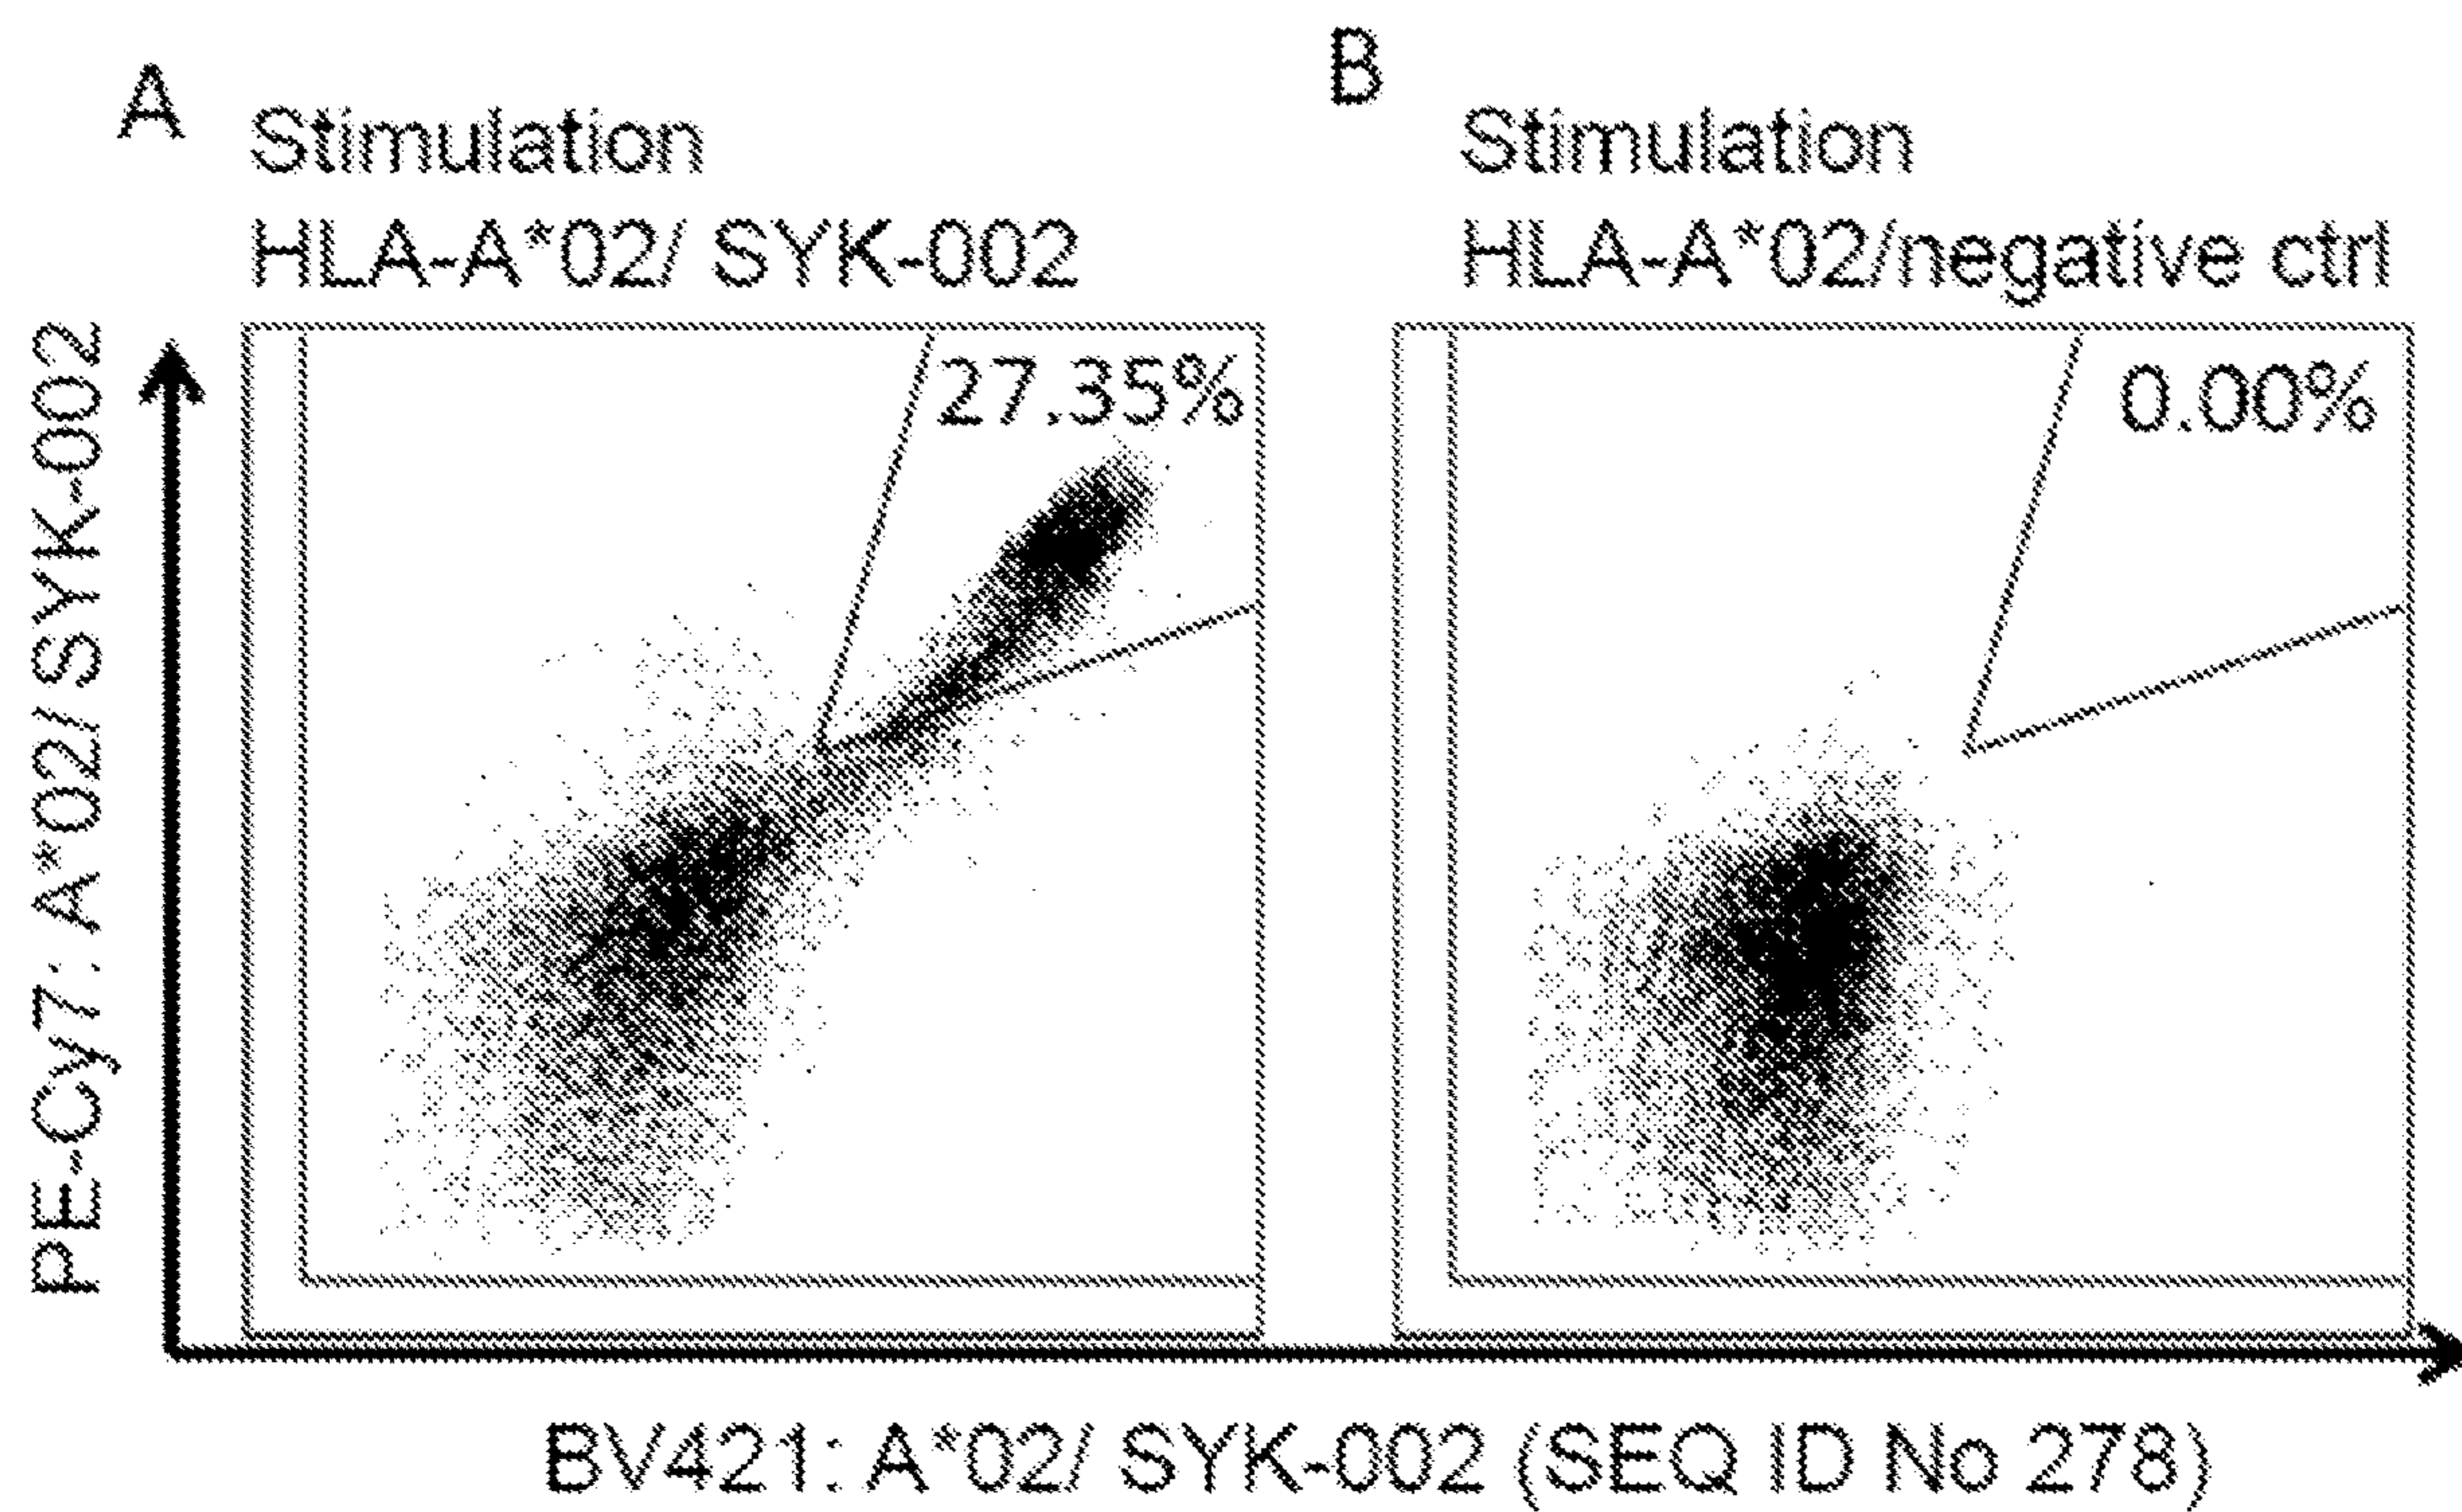 A
Stimulation
HLA-A*02/ SYK-002
B
Stimulation
HLA-A*02/negative ctrl
27.35%
0.00%
PE-Cy7: A*02/ SYK-002
BV421: A*02/ SYK-002 (SEQ ID No 278)